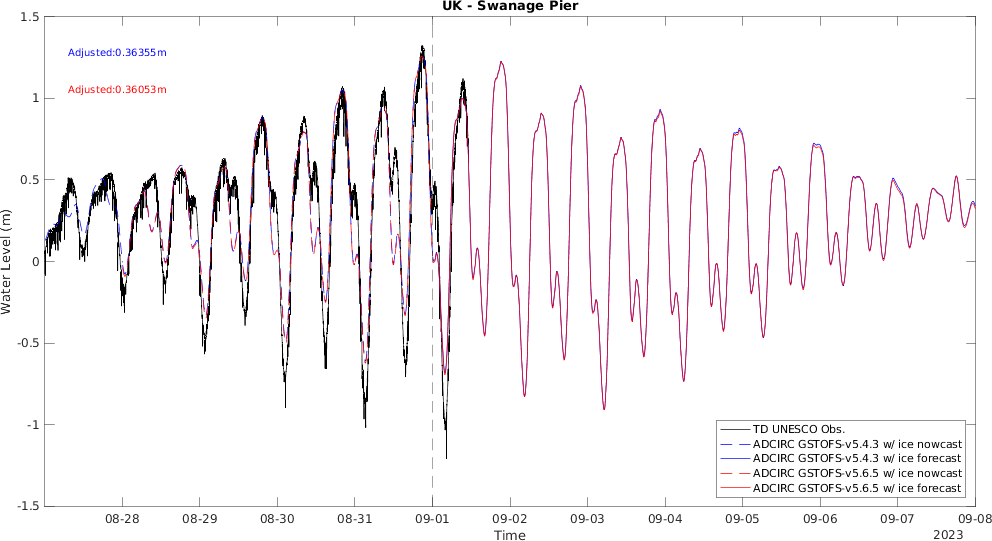 UK - Swanage Pier
1.5
1
0.5
0
-0.5
-1
-1.5
Water Level (m)
Adjusted:0.36355m
Adjusted:0.36053m
TD UNESCO Obs.
ADCIRC GSTOFS-v5.4.3 w/ ice nowcast
ADCIRC GSTOFS-v5.4.3 w/ ice forecast
ADCIRC GSTOFS-v5.6.5 w/ ice nowcast
ADCIRC GSTOFS-v5.6.5 w/ ice forecast
08-28 08-29 08-30 08-31 09-01 09-02 09-03 09-04 09-05 09-06 09-07 09-08
Time
2023